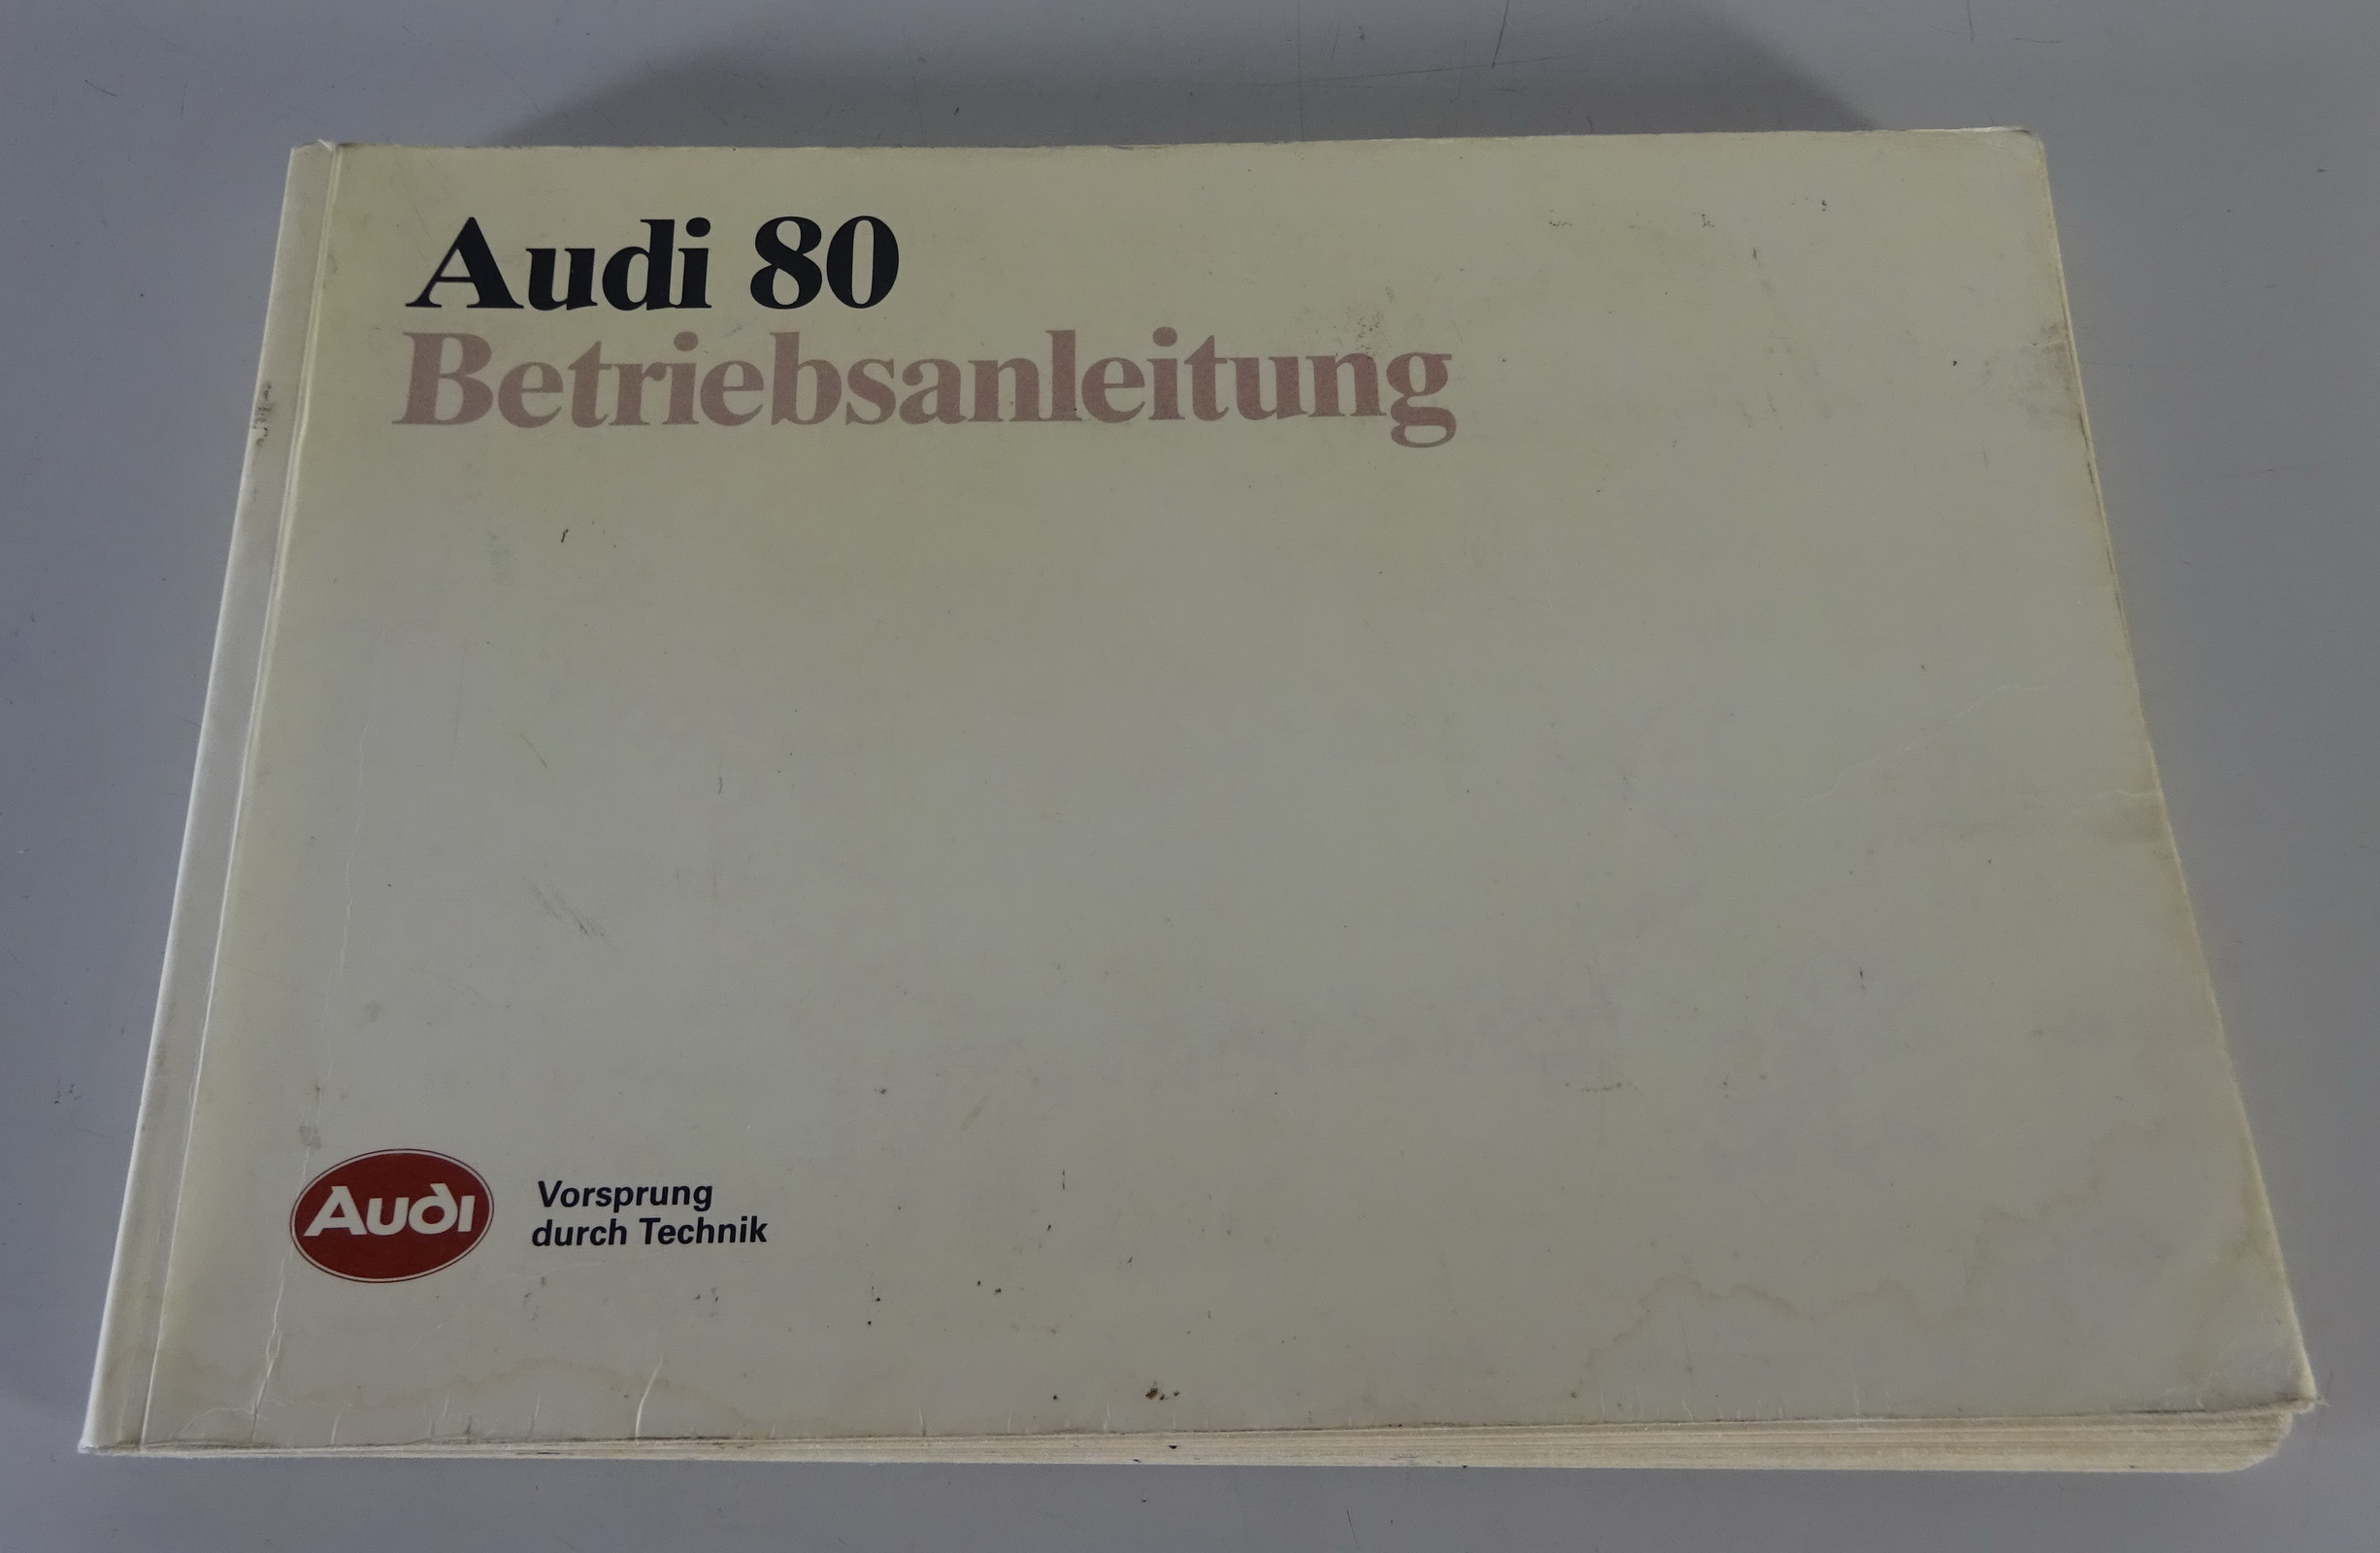 Audi 80
Betriebsanleitung
Audi
Vorsprung
durch Technik